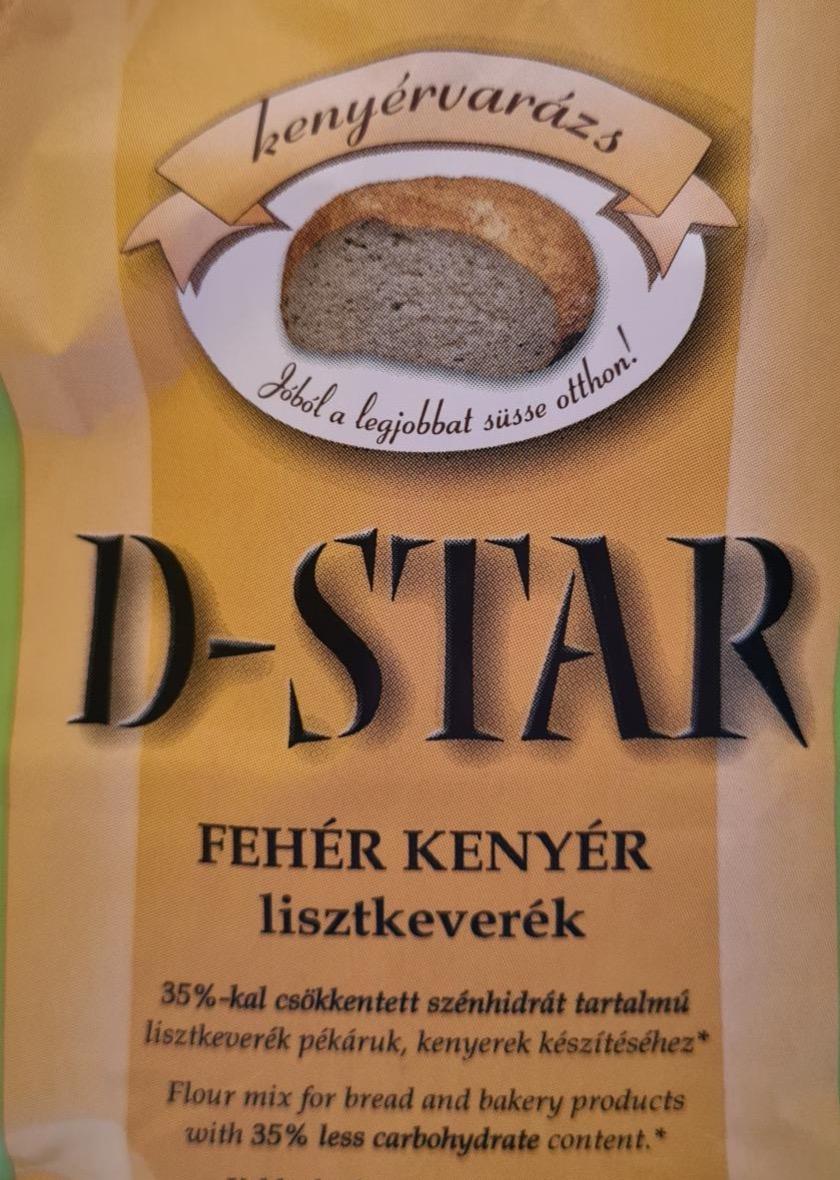 kenyérvarázs
Jóból a legjobbat süsse otthon!
D-STAR
FEHÉR KENYÉR
lisztkeverék
35%-kal csökkentett szénhidrát tartalmú
lisztkeverék pékáruk, kenyerek készítéséhez*
Flour mix for bread and bakery products
with 35% less carbohydrate content.*